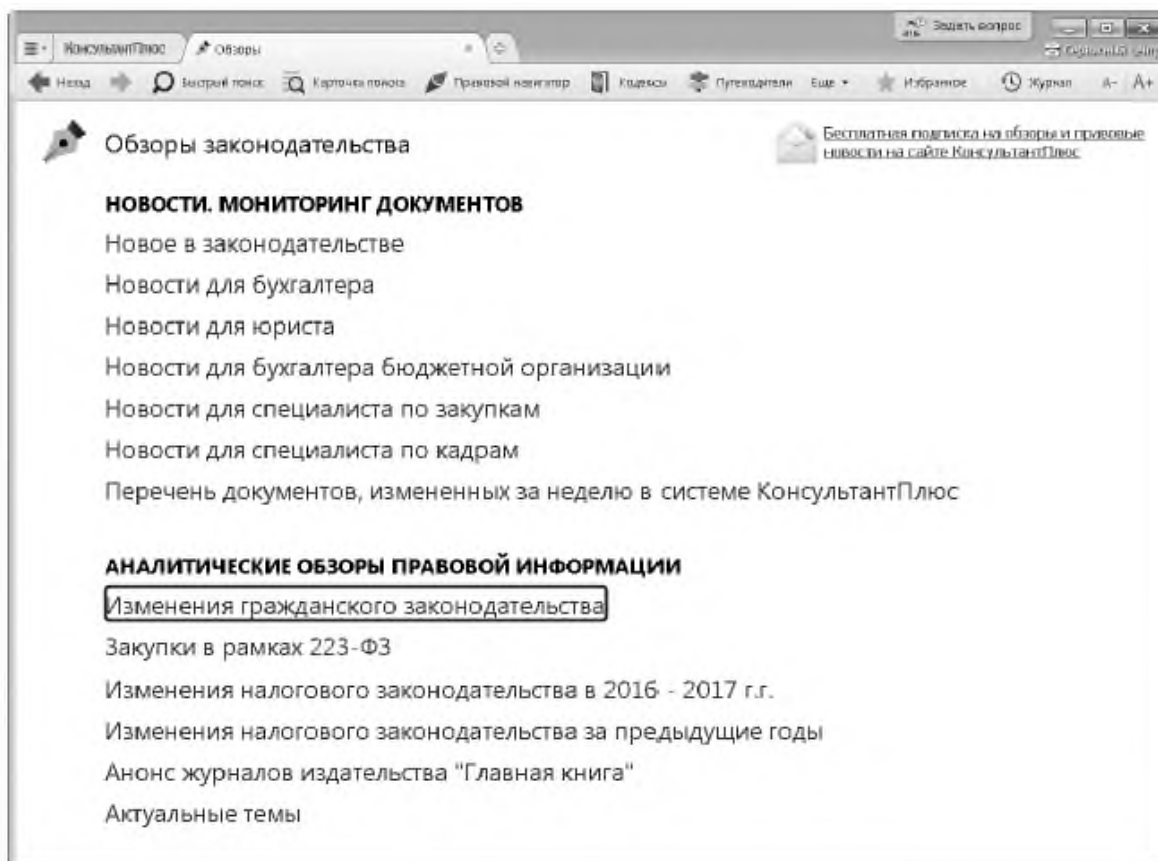 Задать вопрос
КонсультантПлюс Обзоры
Назад Быстрый поиск Карточка поиска Правовой навигатор Кодексы Путеводители Еще Избранное Журнал А- А+
Обзоры законодательства
Бесплатная подписка на обзоры и правовые
новости на сайте КонсультантПлюс
НОВОСТИ. МОНИТОРИНГ ДОКУМЕНТОВ
Новое в законодательстве
Новости для бухгалтера
Новости для юриста
Новости для бухгалтера бюджетной организации
Новости для специалиста по закупкам
Новости для специалиста по кадрам
Перечень документов, измененных за неделю в системе КонсультантПлюс
АНАЛИТИЧЕСКИЕ ОБЗОРЫ ПРАВОВОЙ ИНФОРМАЦИИ
Изменения гражданского законодательства
Закупки в рамках 223-ФЗ
Изменения налогового законодательства в 2016 - 2017 г.г.
Изменения налогового законодательства за предыдущие годы
Анонс журналов издательства "Главная книга"
Актуальные темы